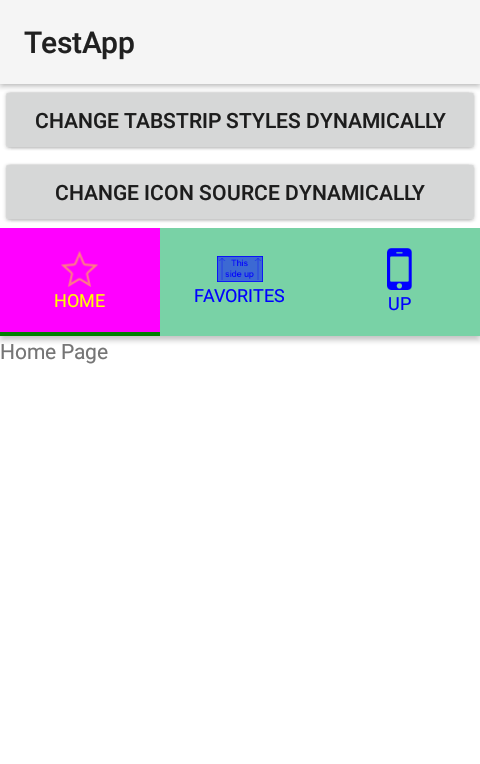 TestApp
CHANGE TABSTRIP STYLES DYNAMICALLY
CHANGE ICON SOURCE DYNAMICALLY
This
side up
HOME
FAVORITES
UP
Home Page